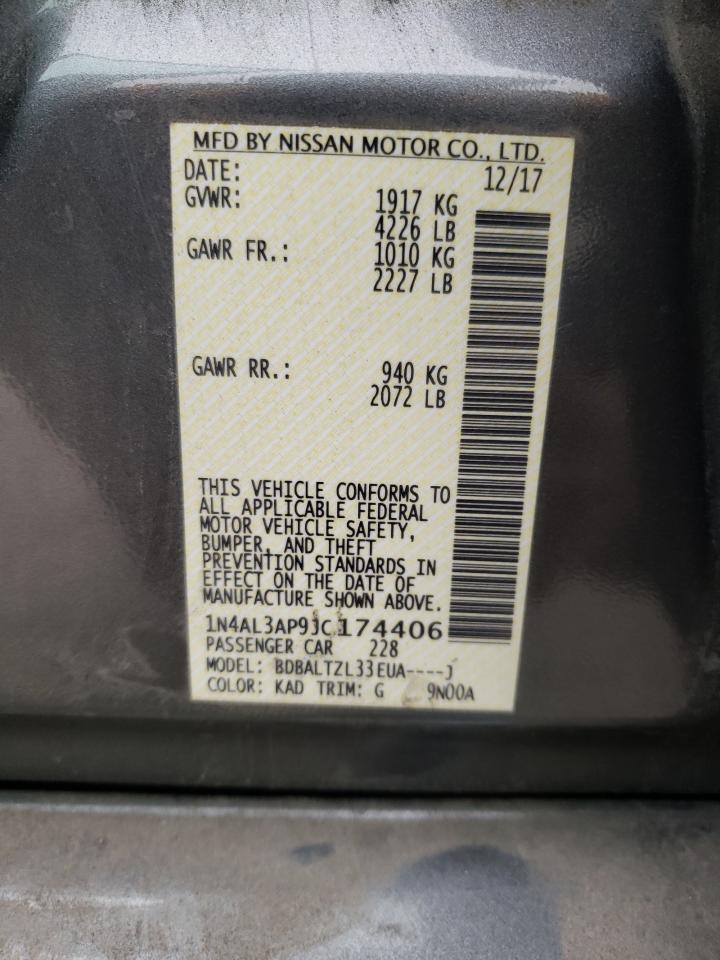 MFD BY NISSAN MOTOR CO., LTD.
DATE: 12/17
GVWR: 1917 KG
4226 LB
GAWR FR.: 1010 KG
2227 LB
GAWR RR.: 940 KG
2072 LB
THIS VEHICLE CONFORMS TO
ALL APPLICABLE FEDERAL
MOTOR VEHICLE SAFETY,
BUMPER, AND THEFT
PREVENTION STANDARDS IN
EFFECT ON THE DATE OF
MANUFACTURE SHOWN ABOVE.
1N4AL3AP9JC174406
PASSENGER CAR 228
MODEL: BDBALTZL33EUA----J
COLOR: KAD TRIM: G 9N00A